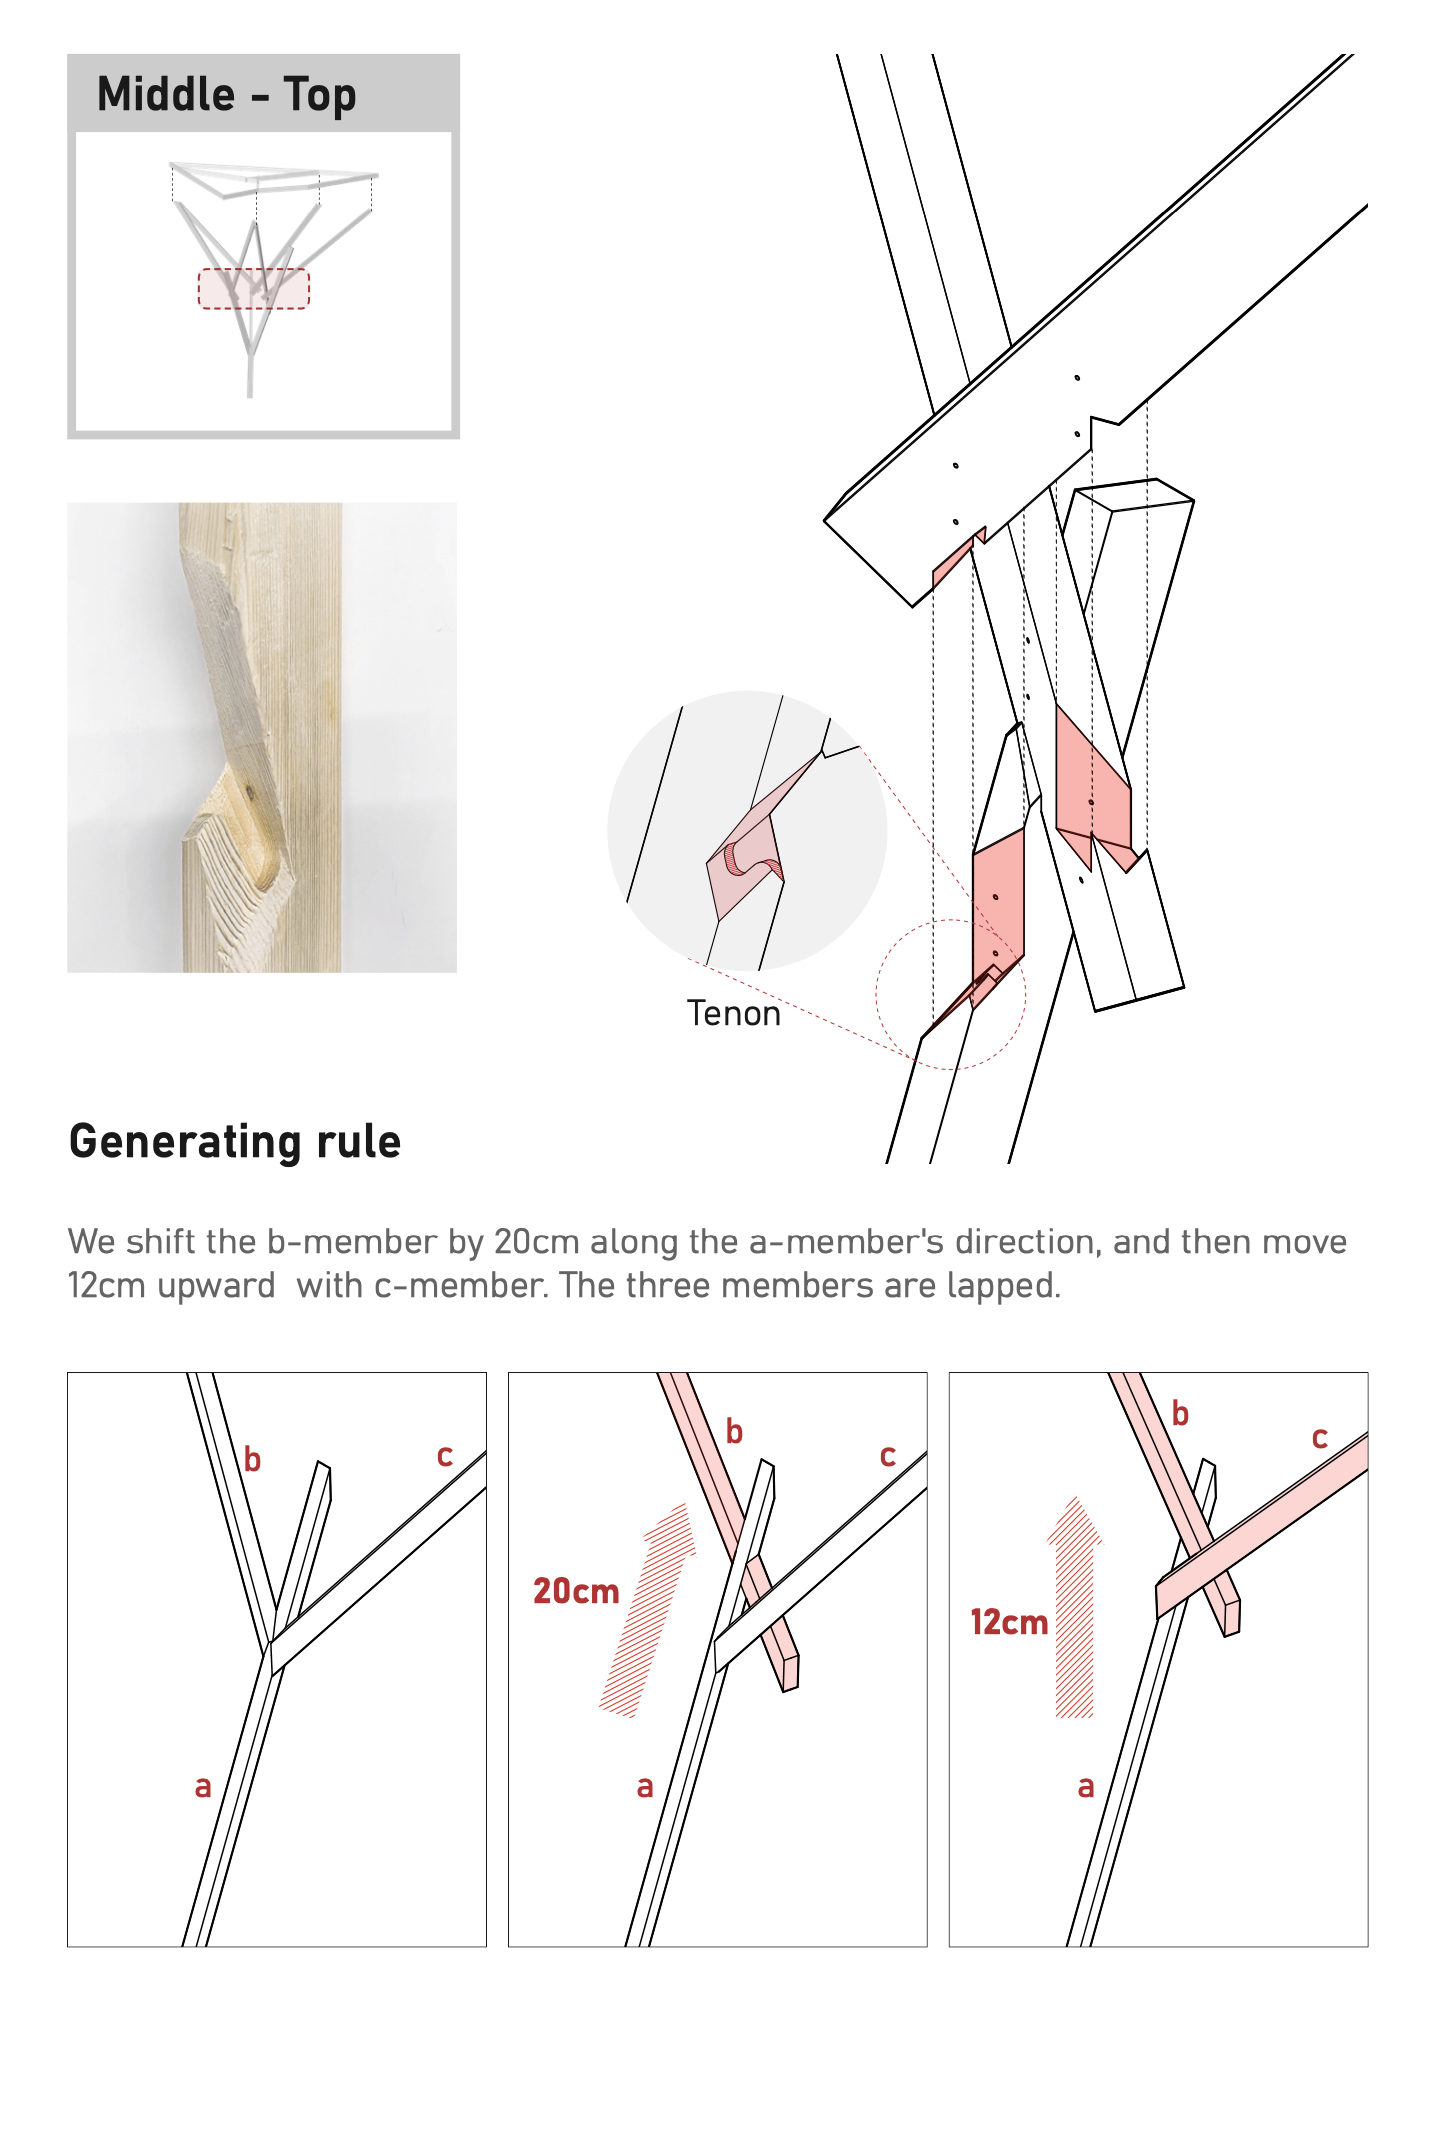 Middle - Top
Tenon
Generating rule
We shift the b-member by 20cm along the a-member's direction, and then move
12cm upward  with c-member. The three members are lapped.
b
c
a
b
c
20cm
a
b
c
12cm
a